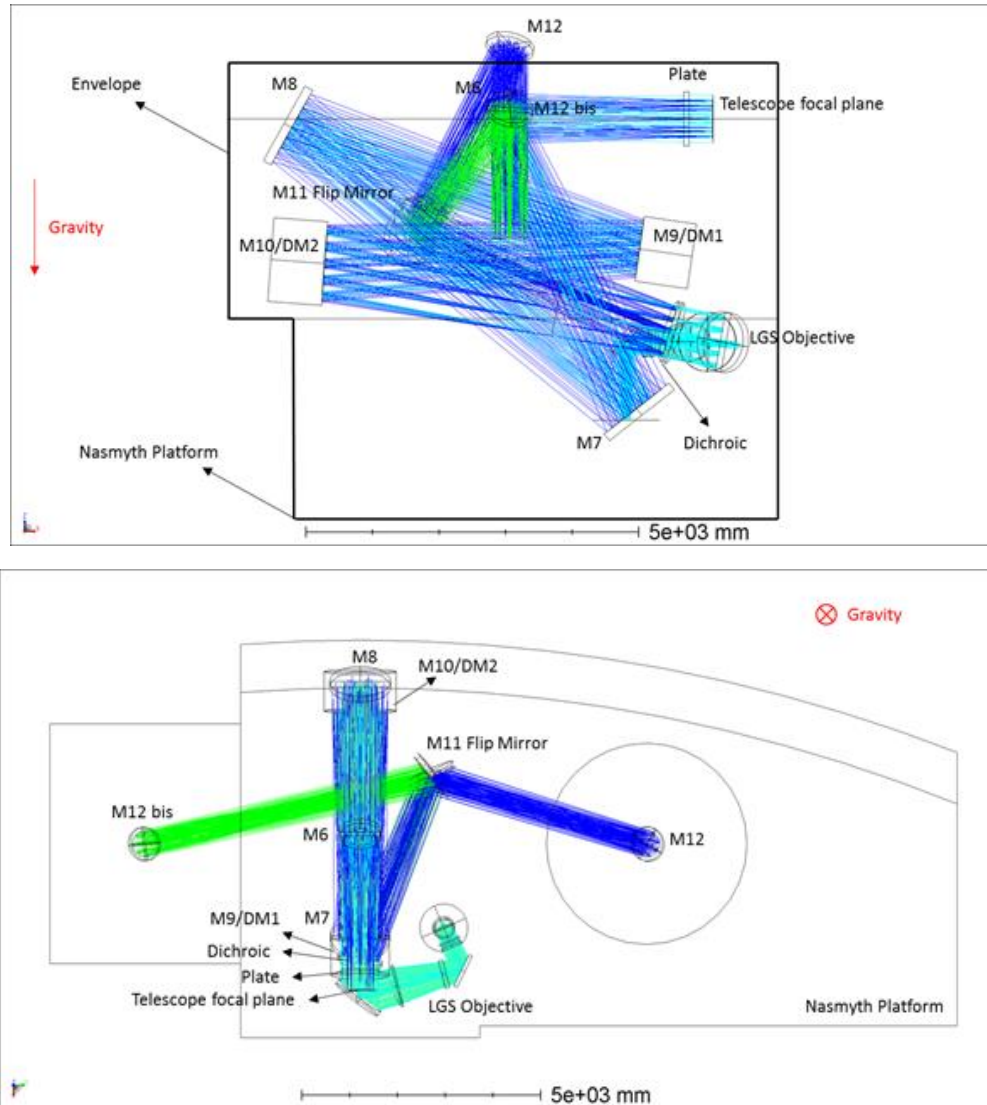 M12
Envelope
M8
M6
Plate
M12 bis
Telescope focal plane
M11 Flip Mirror
Gravity
M10/DM2
M9/DM1
LGS Objective
M7
Dichroic
Nasmyth Platform
5e+03 mm
Gravity
M8
M10/DM2
M11 Flip Mirror
M12 bis
M6
M12
M9/DM1
M7
Dichroic
Plate
Telescope focal plane
LGS Objective
Nasmyth Platform
5e+03 mm